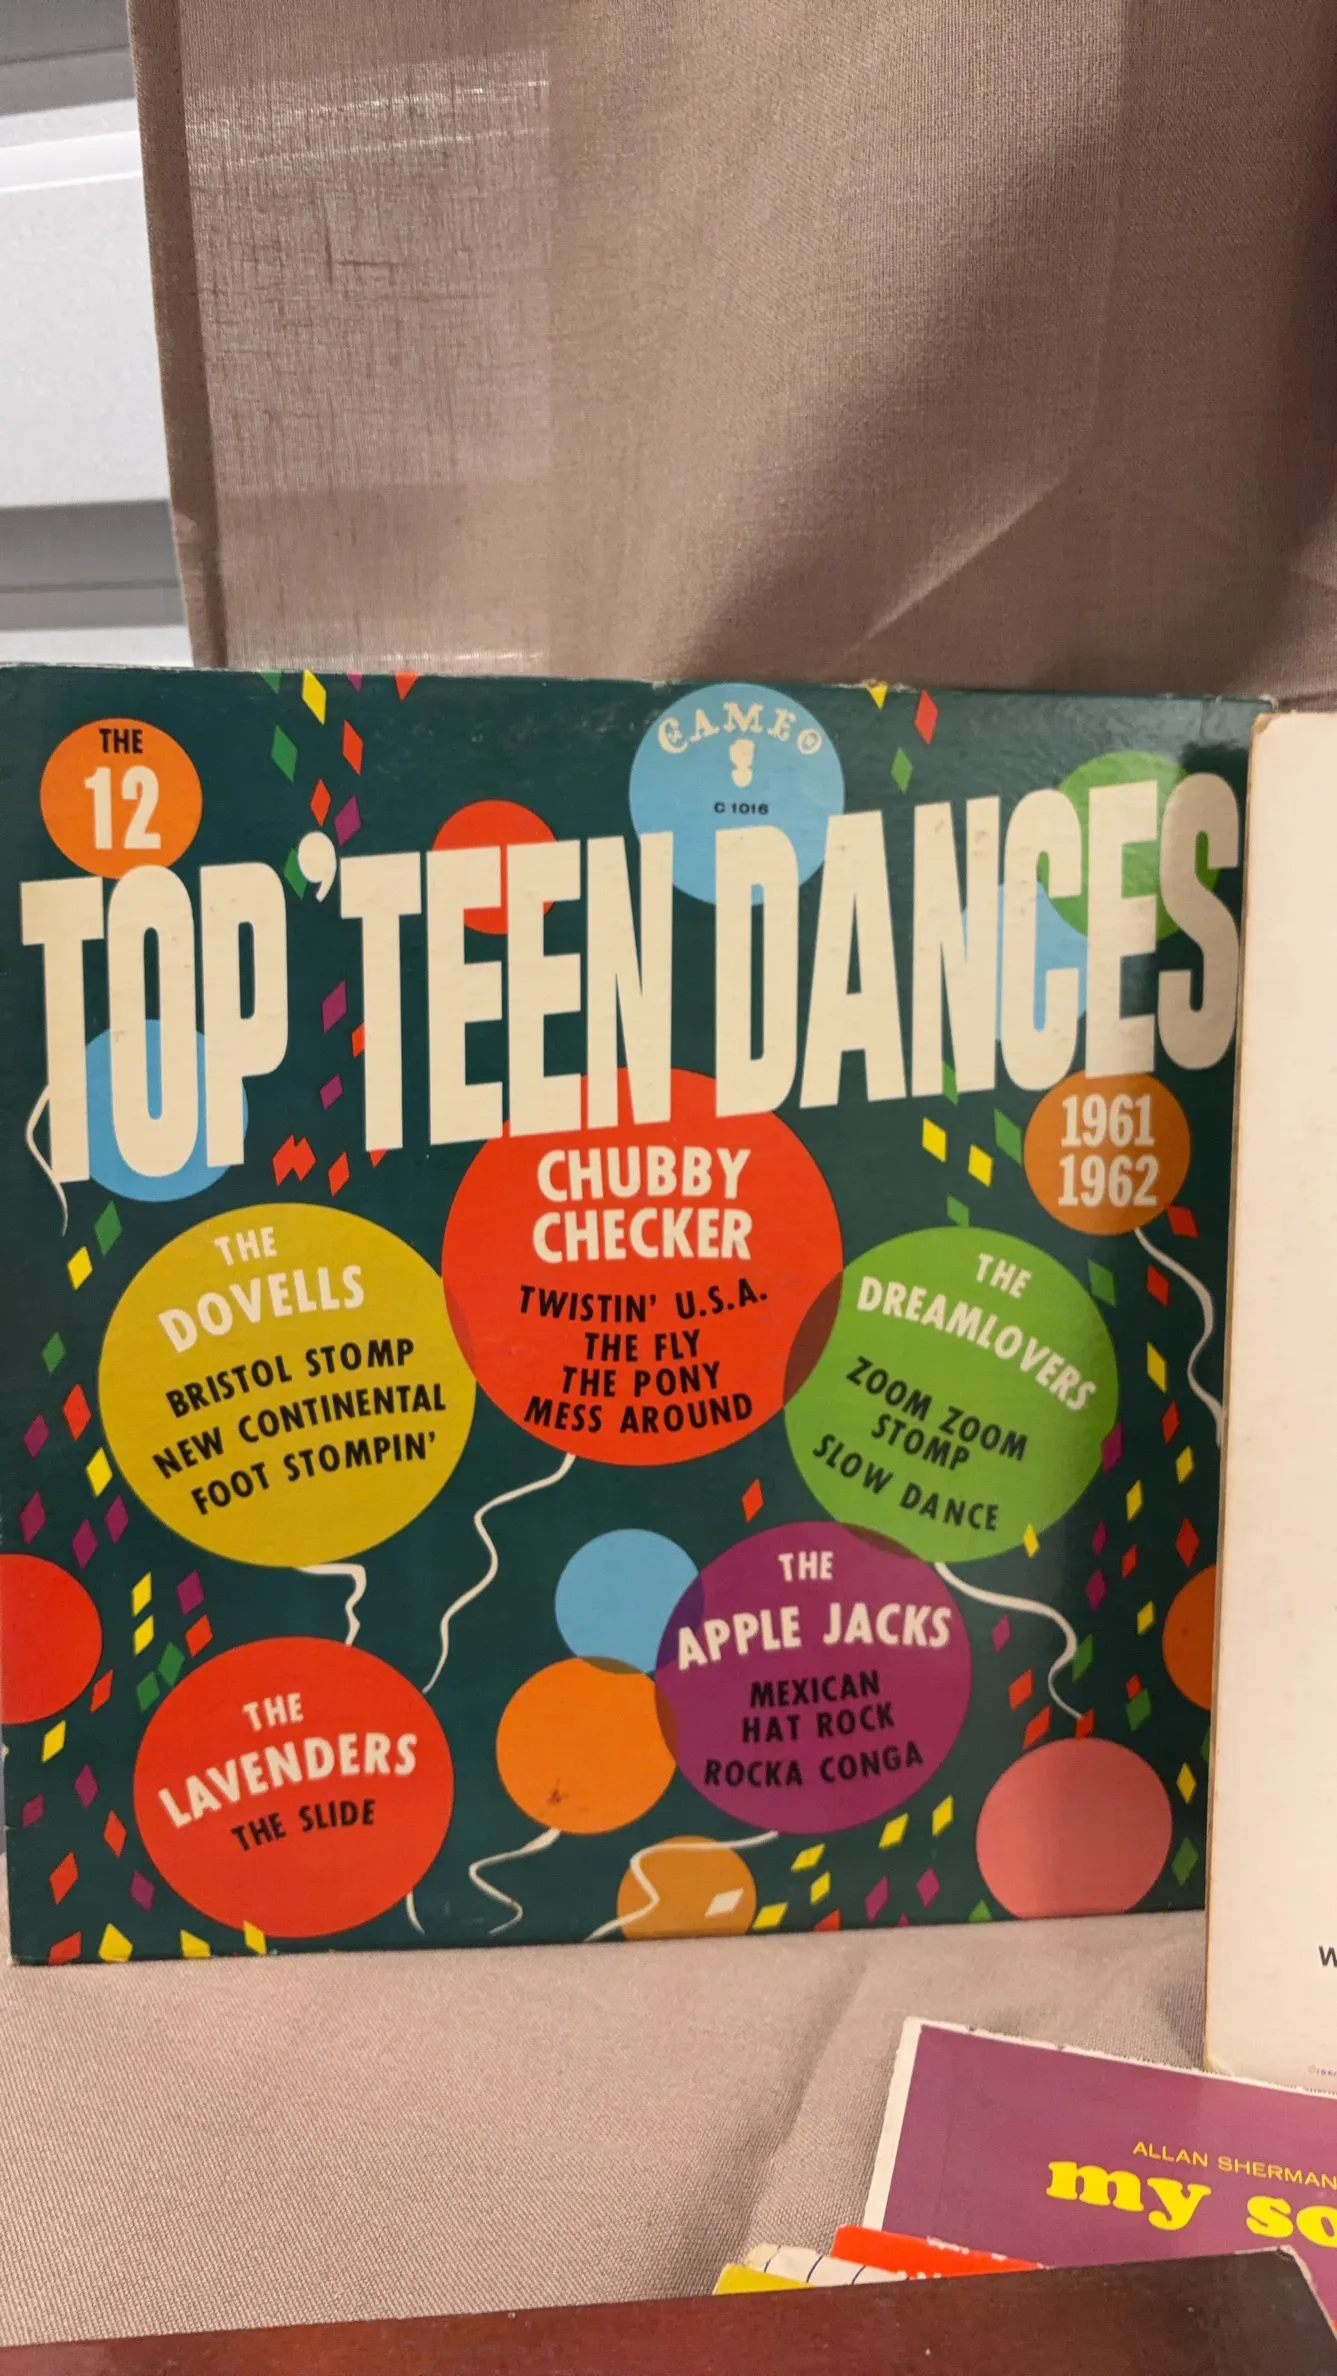 THE
12
TOP 'TEEN DANCES
CAMEO
C 1016
1961
1962
CHUBBY
CHECKER
TWISTIN' U.S.A.
THE FLY
THE PONY
MESS AROUND
THE
DOVELLS
BRISTOL STOMP
NEW CONTINENTAL
FOOT STOMPIN'
THE
DREAMLOVERS
ZOOM ZOOM
STOMP
SLOW DANCE
THE
APPLE JACKS
MEXICAN
HAT ROCK
ROCKA CONGA
THE
LAVENDERS
THE SLIDE
ALLAN SHERMAN
my so